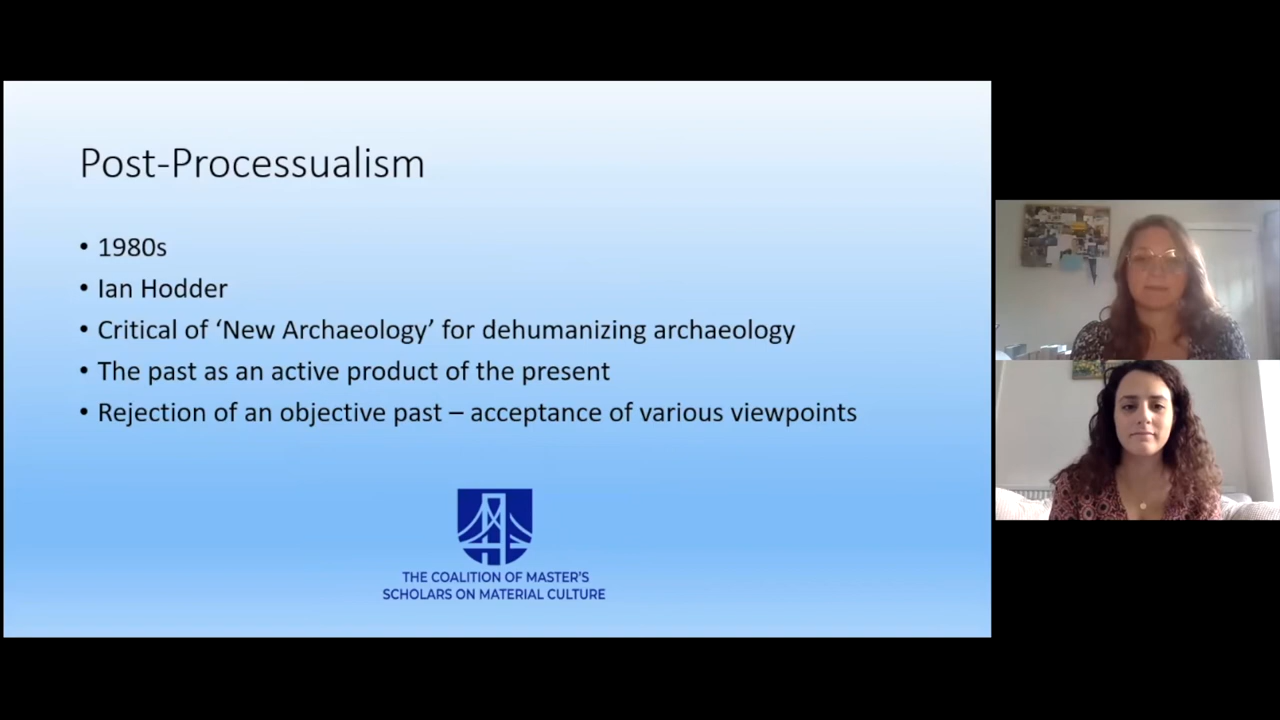 Post-Processualism
• 1980s
• Ian Hodder
• Critical of ‘New Archaeology’ for dehumanizing archaeology
• The past as an active product of the present
• Rejection of an objective past – acceptance of various viewpoints
THE COALITION OF MASTER'S
SCHOLARS ON MATERIAL CULTURE